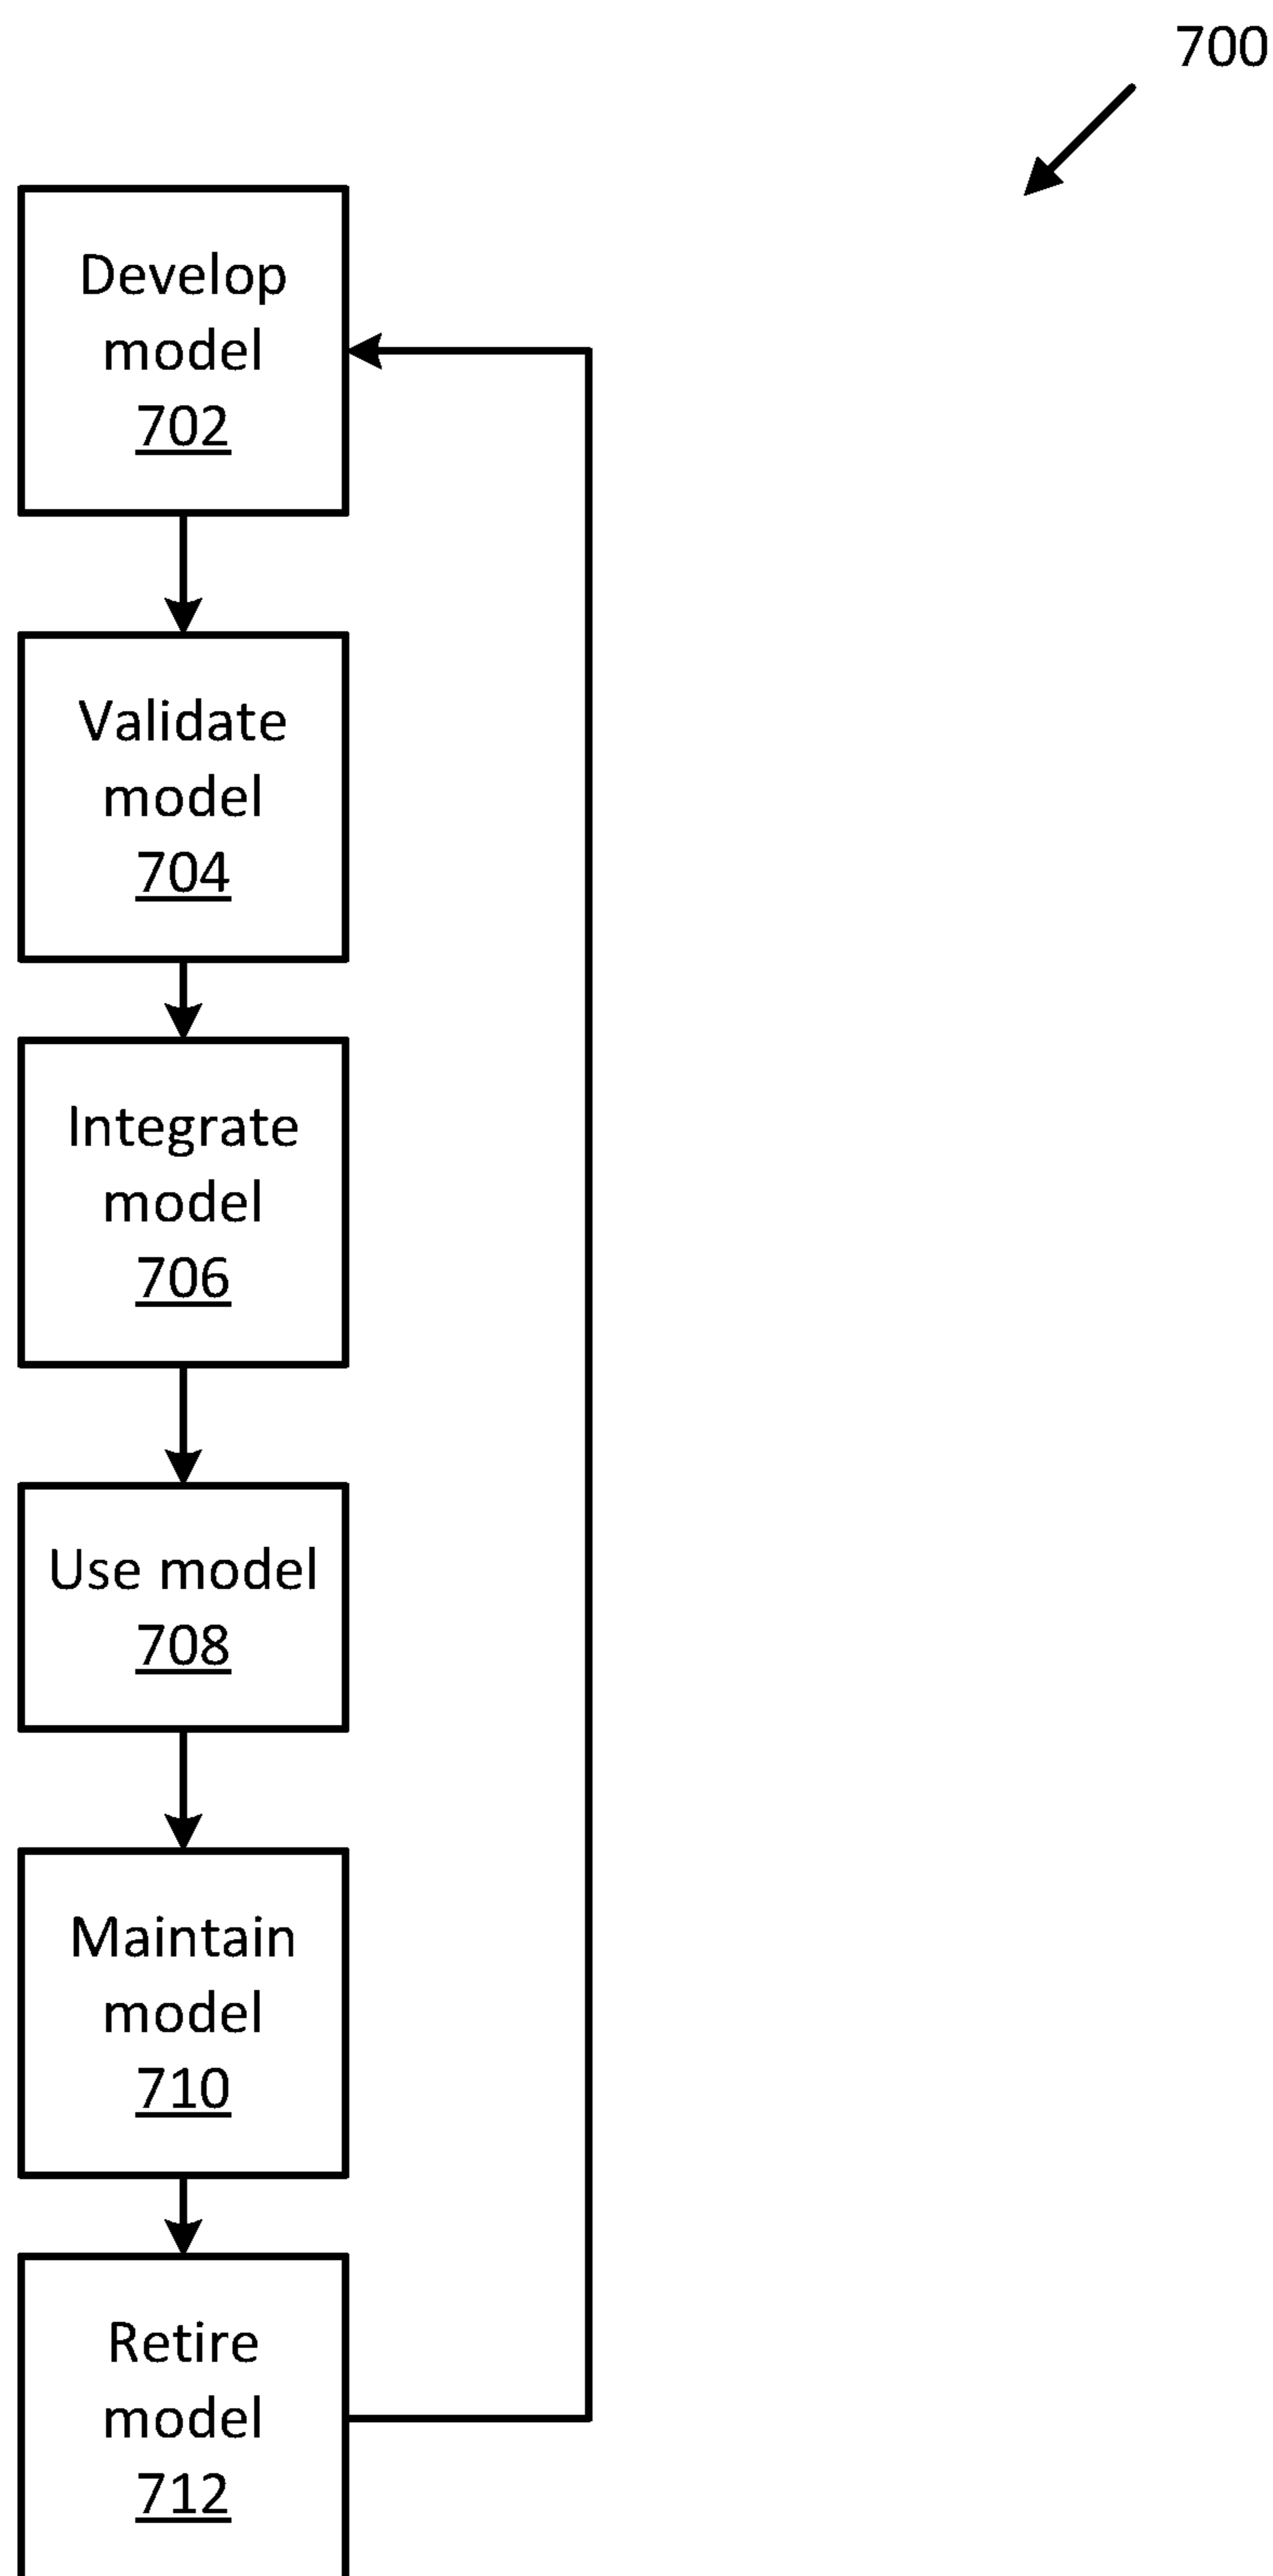 700
Develop
model
702
Validate
model
704
Integrate
model
706
Use model
708
Maintain
model
710
Retire
model
712